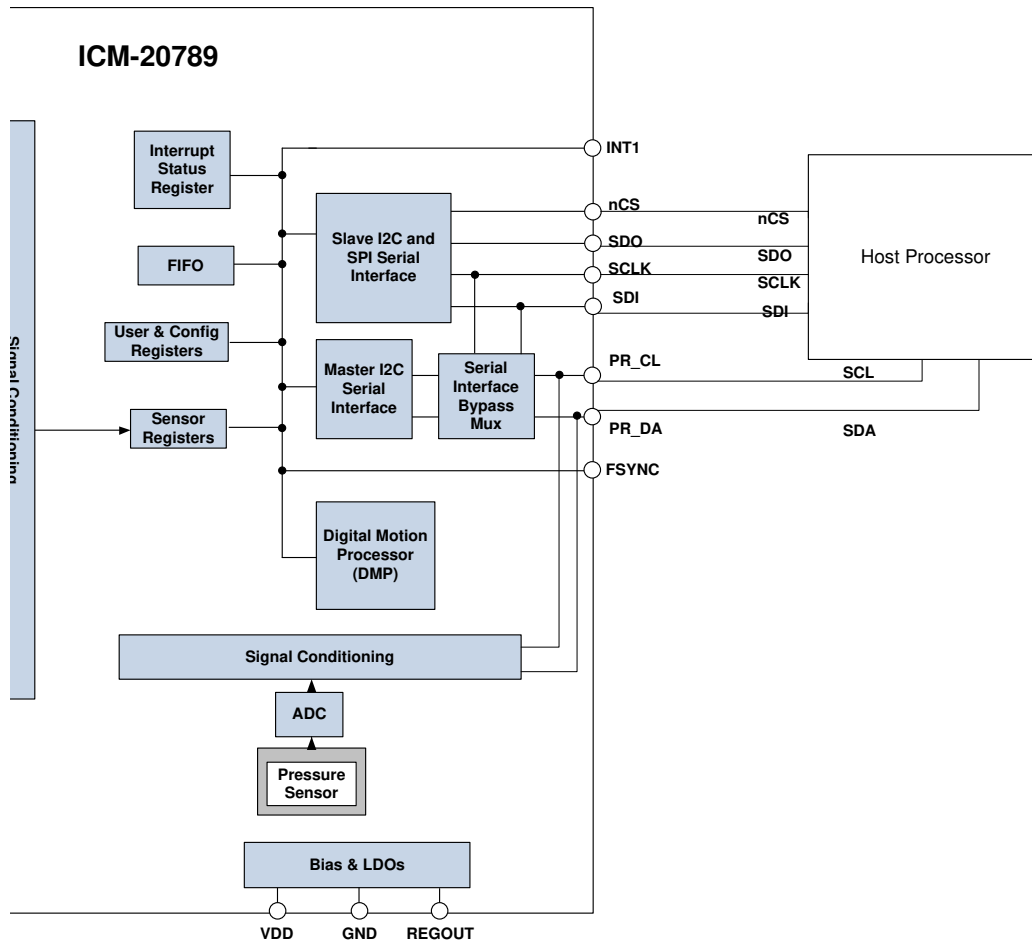 ICM-20789
Signal Conditioning
Interrupt
Status
Register
FIFO
User & Config
Registers
Sensor
Registers
Slave I2C and
SPI Serial
Interface
Master I2C
Serial
Interface
Serial
Interface
Bypass
Mux
Digital Motion
Processor
(DMP)
Signal Conditioning
ADC
Pressure
Sensor
Bias & LDOs
VDD
GND
REGOUT
INT1
nCS
SDO
SCLK
SDI
PR_CL
PR_DA
FSYNC
nCS
SDO
SCLK
SDI
SCL
SDA
Host Processor